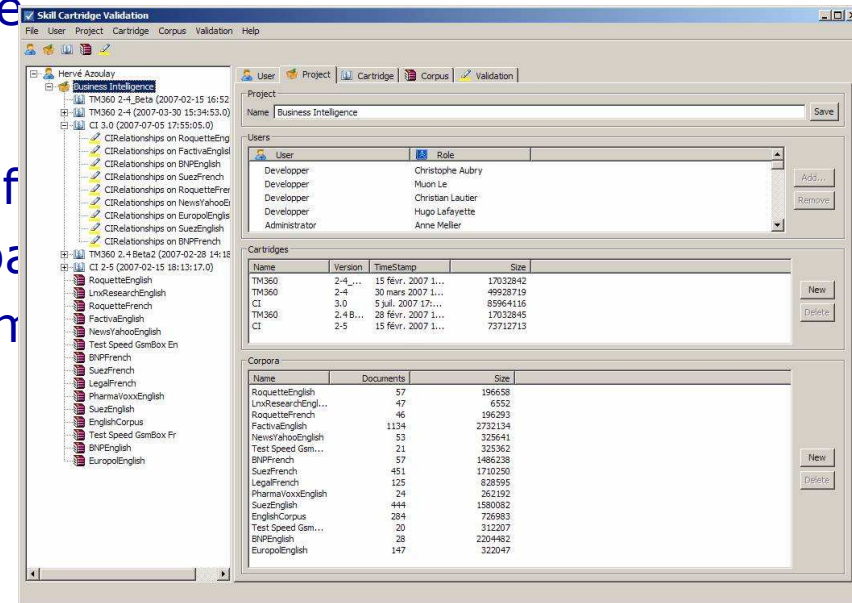 e
Skill Cartridge Validation
File User Project Cartridge Corpus Validation Help
f
pa
m
Hervé Azoulay
Business Intelligence
TM360 2-4_Beta (2007-02-15 16:52
TM360 2-4 (2007-03-30 15:34:53.0)
CI 3.0 (2007-07-05 17:55:05.0)
CIRelationships on RoquetteEng
CIRelationships on FactivaEnglis
CIRelationships on BNPEnglish
CIRelationships on SuezFrench
CIRelationships on RoquetteFren
CIRelationships on NewsYahooE
CIRelationships on EuropolEnglis
CIRelationships on SuezEnglish
CIRelationships on BNPFrench
TM360 2.4 Beta2 (2007-02-28 14:18
CI 2-5 (2007-02-15 18:13:17.0)
RoquetteEnglish
LnxResearchEnglish
RoquetteFrench
FactivaEnglish
NewsYahooEnglish
Test Speed GsmBox En
BNPFrench
SuezFrench
LegalFrench
PharmaVoxxEnglish
SuezEnglish
EnglishCorpus
Test Speed GsmBox Fr
BNPEnglish
EuropolEnglish
User Project Cartridge Corpus Validation
Project
Name Business Intelligence Save
Users
User Role
Developper Christophe Aubry
Developper Muon Le
Developper Christian Lautier
Developper Hugo Lafayette
Administrator Anne Mellier
Add...
Remove
Cartridges
Name Version TimeStamp Size
TM360 2-4_... 15 févr. 2007 1... 17032842
TM360 2-4 30 mars 2007 1... 49928719
CI 3.0 5 juil. 2007 17:... 85964116
TM360 2.4 B... 28 févr. 2007 1... 17032845
CI 2-5 15 févr. 2007 1... 73712713
New
Delete
Corpora
Name Documents Size
RoquetteEnglish 57 196658
LnxResearchEngl... 47 6552
RoquetteFrench 46 196293
FactivaEnglish 1134 2732134
NewsYahooEnglish 53 325641
Test Speed Gsm... 21 325362
BNPFrench 57 1486238
SuezFrench 451 1710250
LegalFrench 125 828595
PharmaVoxxEnglish 24 262192
SuezEnglish 444 1580082
EnglishCorpus 284 726983
Test Speed Gsm... 20 312207
BNPEnglish 28 2204482
EuropolEnglish 147 322047
New
Delete